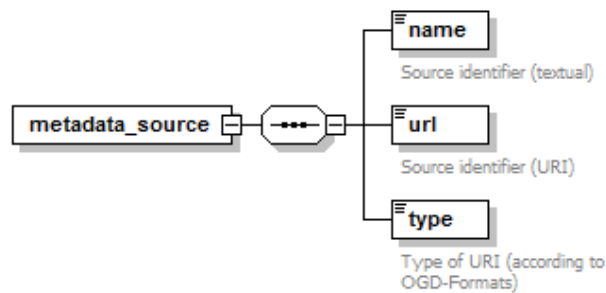 name
Source identifier (textual)
metadata_source
url
Source identifier (URI)
type
Type of URI (according to
OGD-Formats)